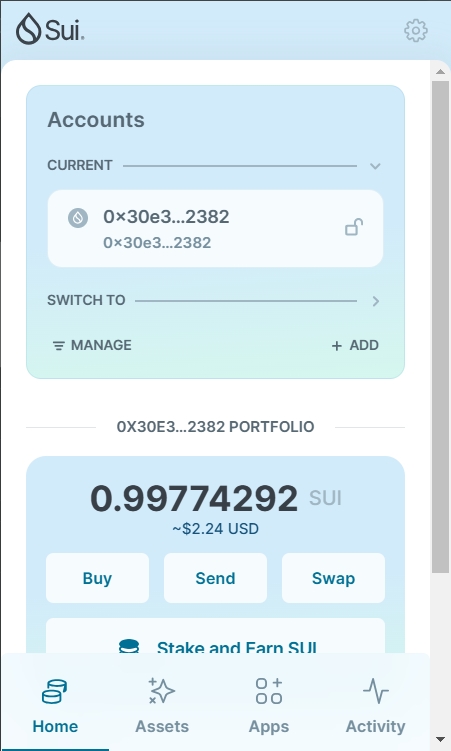 Sui.
Accounts
CURRENT
0×30e3...2382
0×30e3...2382
SWITCH TO
MANAGE
+ ADD
0X30E3...2382 PORTFOLIO
0.99774292 SUI
~$2.24 USD
Buy Send Swap
Stake and Earn SUI
Home Assets Apps Activity